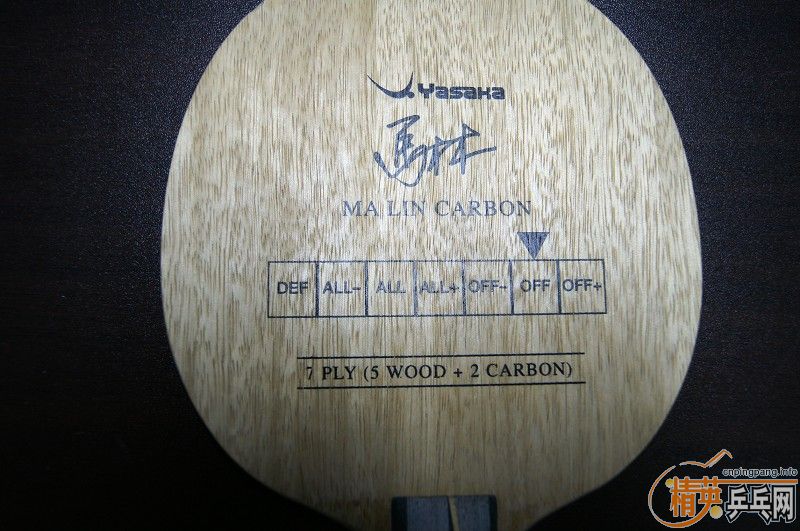 Yasaka
馬林
MA LIN CARBON
DEF ALL- ALL ALL+ OFF- OFF OFF+
7 PLY (5 WOOD + 2 CARBON)
cnpingpang.info
精英乒乓网